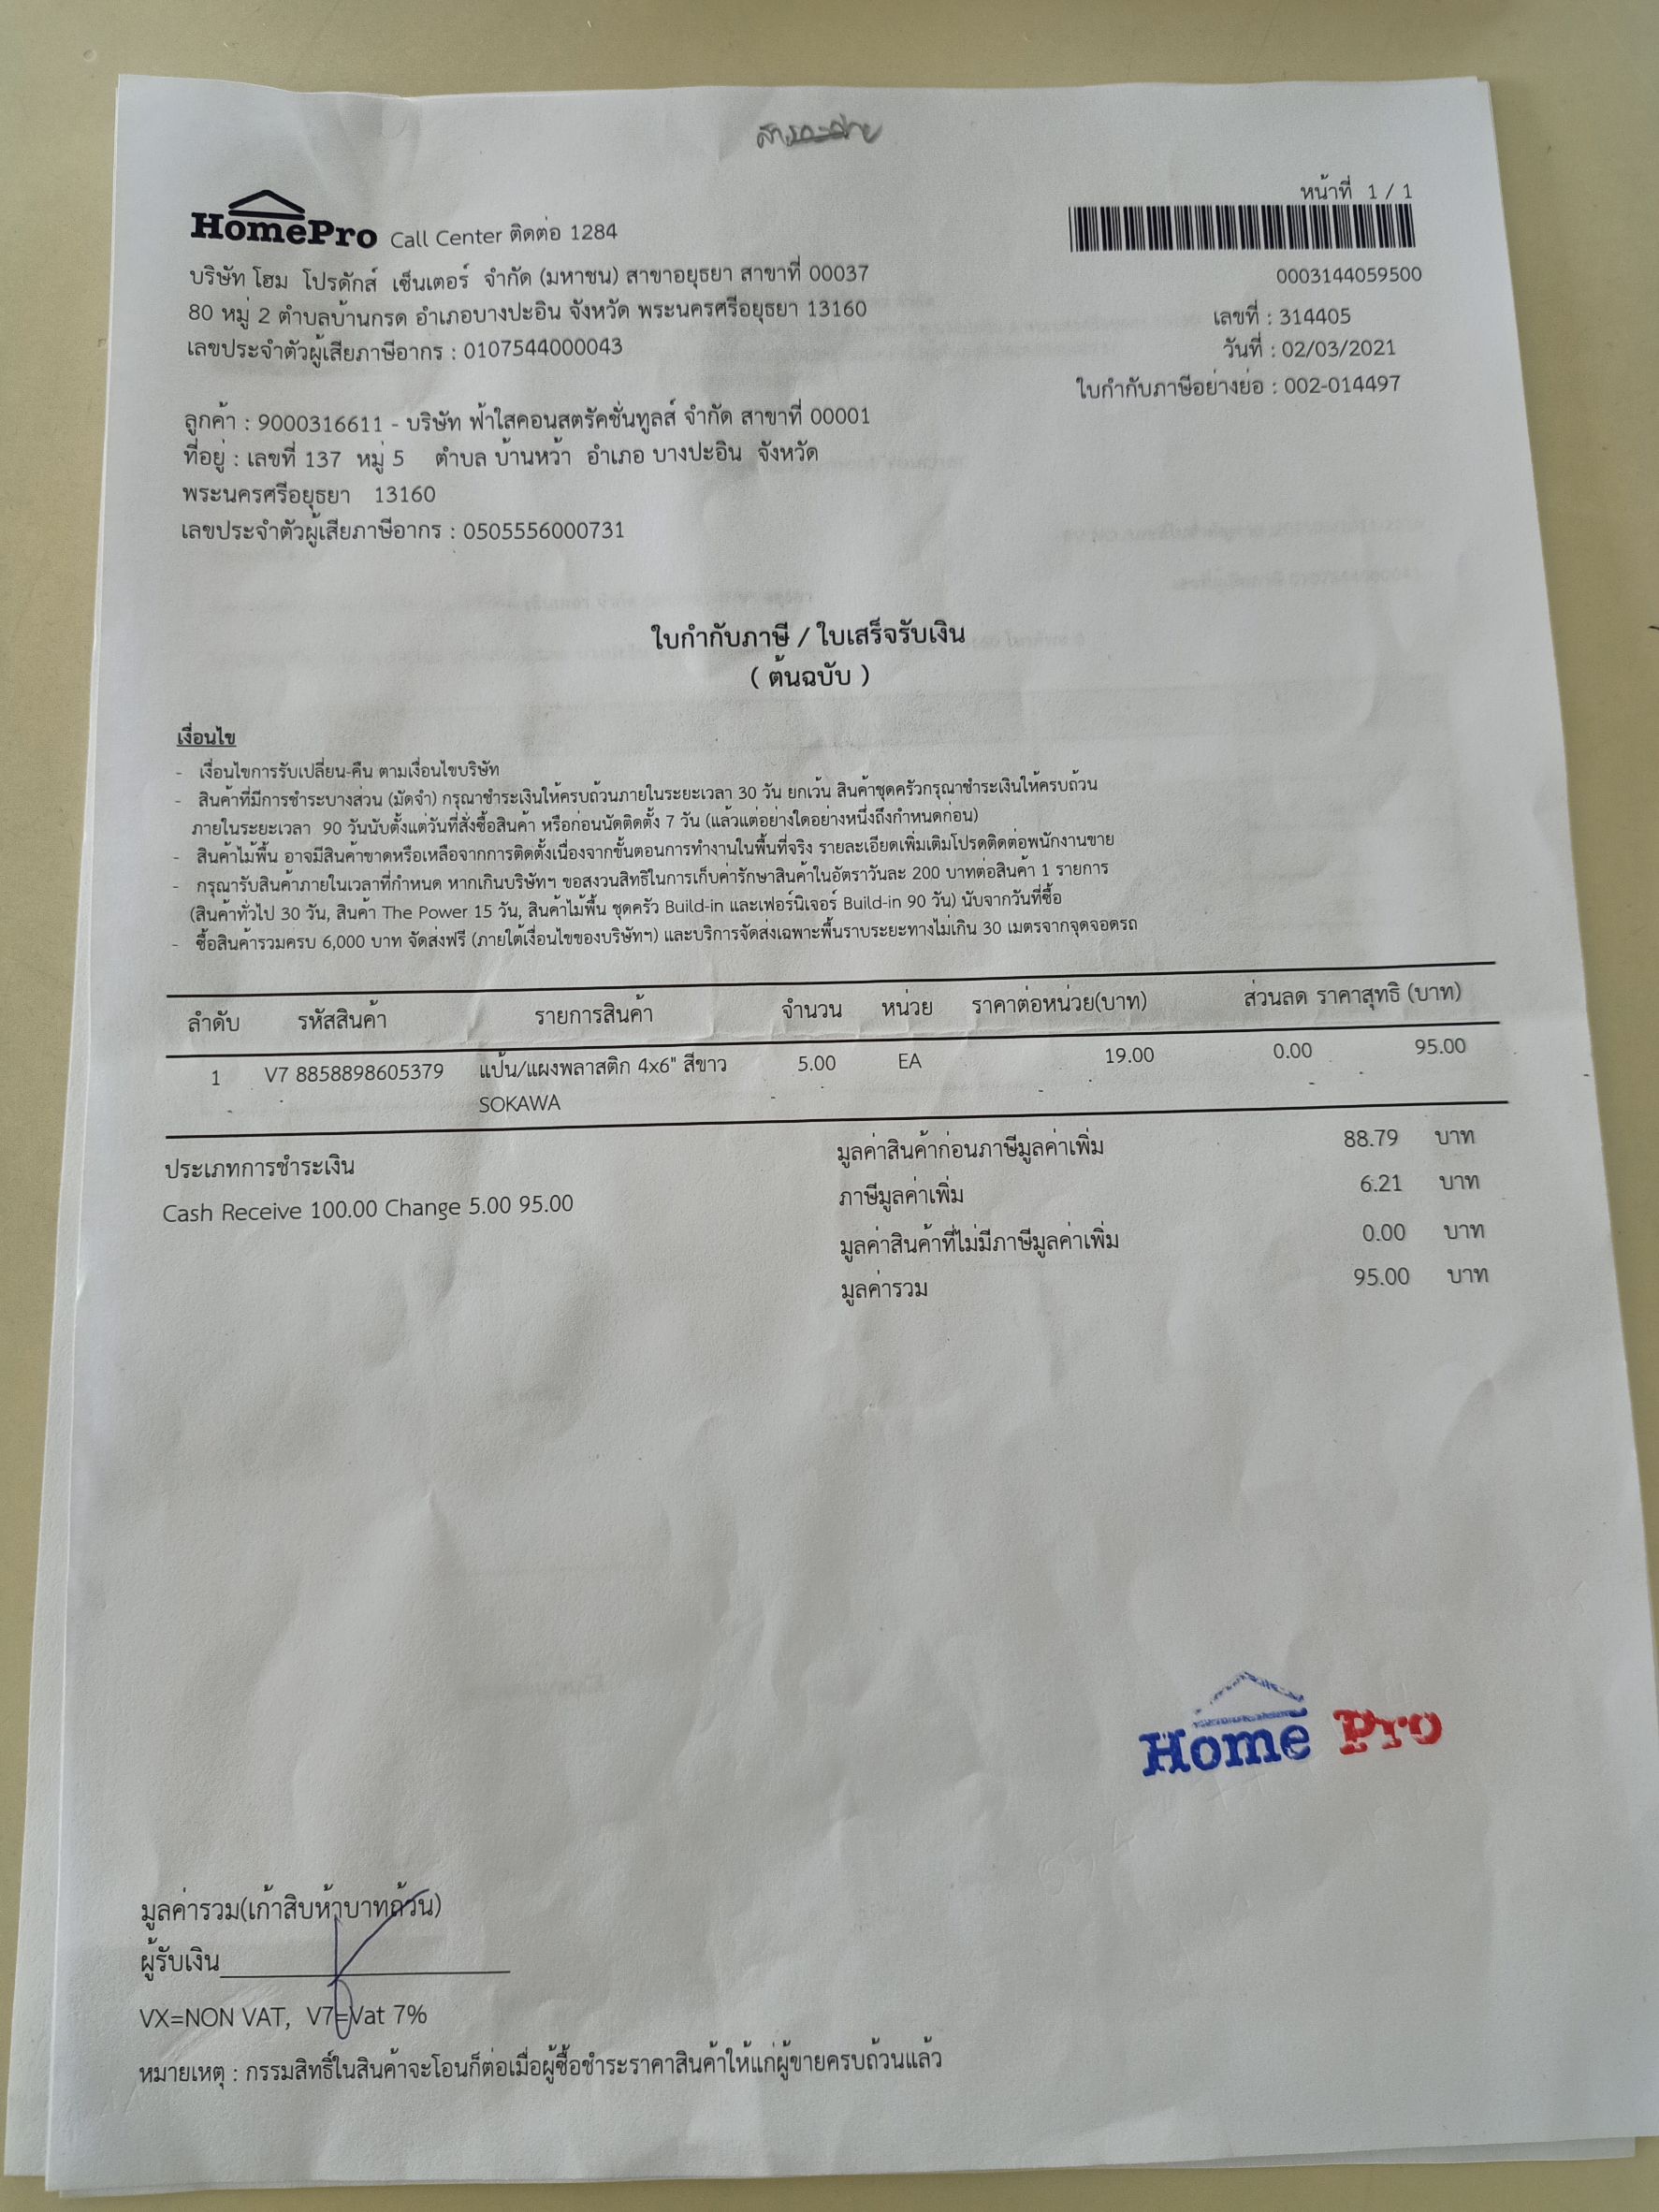 หน้าที่ 1 / 1
HomePro Call Center ติดต่อ 1284
บริษัท โฮม โปรดักส์ เซ็นเตอร์ จำกัด (มหาชน) สาขาอยุธยา สาขาที่ 00037
0003144059500
80 หมู่ 2 ตำบลบ้านกรด อำเภอบางปะอิน จังหวัด พระนครศรีอยุธยา 13160
เลขที่ : 314405
เลขประจำตัวผู้เสียภาษีอากร : 0107544000043
วันที่ : 02/03/2021
ใบกำกับภาษีอย่างย่อ : 002-014497
ลูกค้า : 9000316611 - บริษัท ฟ้าใสคอนสตรัคชั่นทูลส์ จำกัด สาขาที่ 00001
ที่อยู่ : เลขที่ 137 หมู่ 5 ตำบล บ้านหว้า อำเภอ บางปะอิน จังหวัด
พระนครศรีอยุธยา 13160
เลขประจำตัวผู้เสียภาษีอากร : 0505556000731
ใบกำกับภาษี / ใบเสร็จรับเงิน
( ต้นฉบับ )
เงื่อนไข
- เงื่อนไขการรับเปลี่ยน-คืน ตามเงื่อนไขบริษัท
- สินค้าที่มีการชำระบางส่วน (มัดจำ) กรุณาชำระเงินให้ครบถ้วนภายในระยะเวลา 30 วัน ยกเว้น สินค้าชุดครัวกรุณาชำระเงินให้ครบถ้วน
ภายในระยะเวลา 90 วันนับตั้งแต่วันที่สั่งซื้อสินค้า หรือก่อนนัดติดตั้ง 7 วัน (แล้วแต่อย่างใดอย่างหนึ่งถึงกำหนดก่อน)
- สินค้าไม้พื้น อาจมีสินค้าขาดหรือเหลือจากการติดตั้งเนื่องจากขั้นตอนการทำงานในพื้นที่จริง รายละเอียดเพิ่มเติมโปรดติดต่อพนักงานขาย
- กรุณารับสินค้าภายในเวลาที่กำหนด หากเกินบริษัทฯ ขอสงวนสิทธิในการเก็บค่ารักษาสินค้าในอัตราวันละ 200 บาทต่อสินค้า 1 รายการ
(สินค้าทั่วไป 30 วัน, สินค้า The Power 15 วัน, สินค้าไม้พื้น ชุดครัว Build-in และเฟอร์นิเจอร์ Build-in 90 วัน) นับจากวันที่ซื้อ
- ซื้อสินค้ารวมครบ 6,000 บาท จัดส่งฟรี (ภายใต้เงื่อนไขของบริษัทฯ) และบริการจัดส่งเฉพาะพื้นราบระยะทางไม่เกิน 30 เมตรจากจุดจอดรถ
ลำดับ รหัสสินค้า รายการสินค้า จำนวน หน่วย ราคาต่อหน่วย(บาท) ส่วนลด ราคาสุทธิ (บาท)
1 V7 8858898605379 แป้น/แผงพลาสติก 4x6" สีขาว 5.00 EA 19.00 0.00 95.00
SOKAWA
ประเภทการชำระเงิน
มูลค่าสินค้าก่อนภาษีมูลค่าเพิ่ม 88.79 บาท
Cash Receive 100.00 Change 5.00 95.00
ภาษีมูลค่าเพิ่ม 6.21 บาท
มูลค่าสินค้าที่ไม่มีภาษีมูลค่าเพิ่ม 0.00 บาท
มูลค่ารวม 95.00 บาท
Home Pro
มูลค่ารวม(เก้าสิบห้าบาทถ้วน)
ผู้รับเงิน
VX=NON VAT, V7=Vat 7%
หมายเหตุ : กรรมสิทธิ์ในสินค้าจะโอนก็ต่อเมื่อผู้ซื้อชำระราคาสินค้าให้แก่ผู้ขายครบถ้วนแล้ว